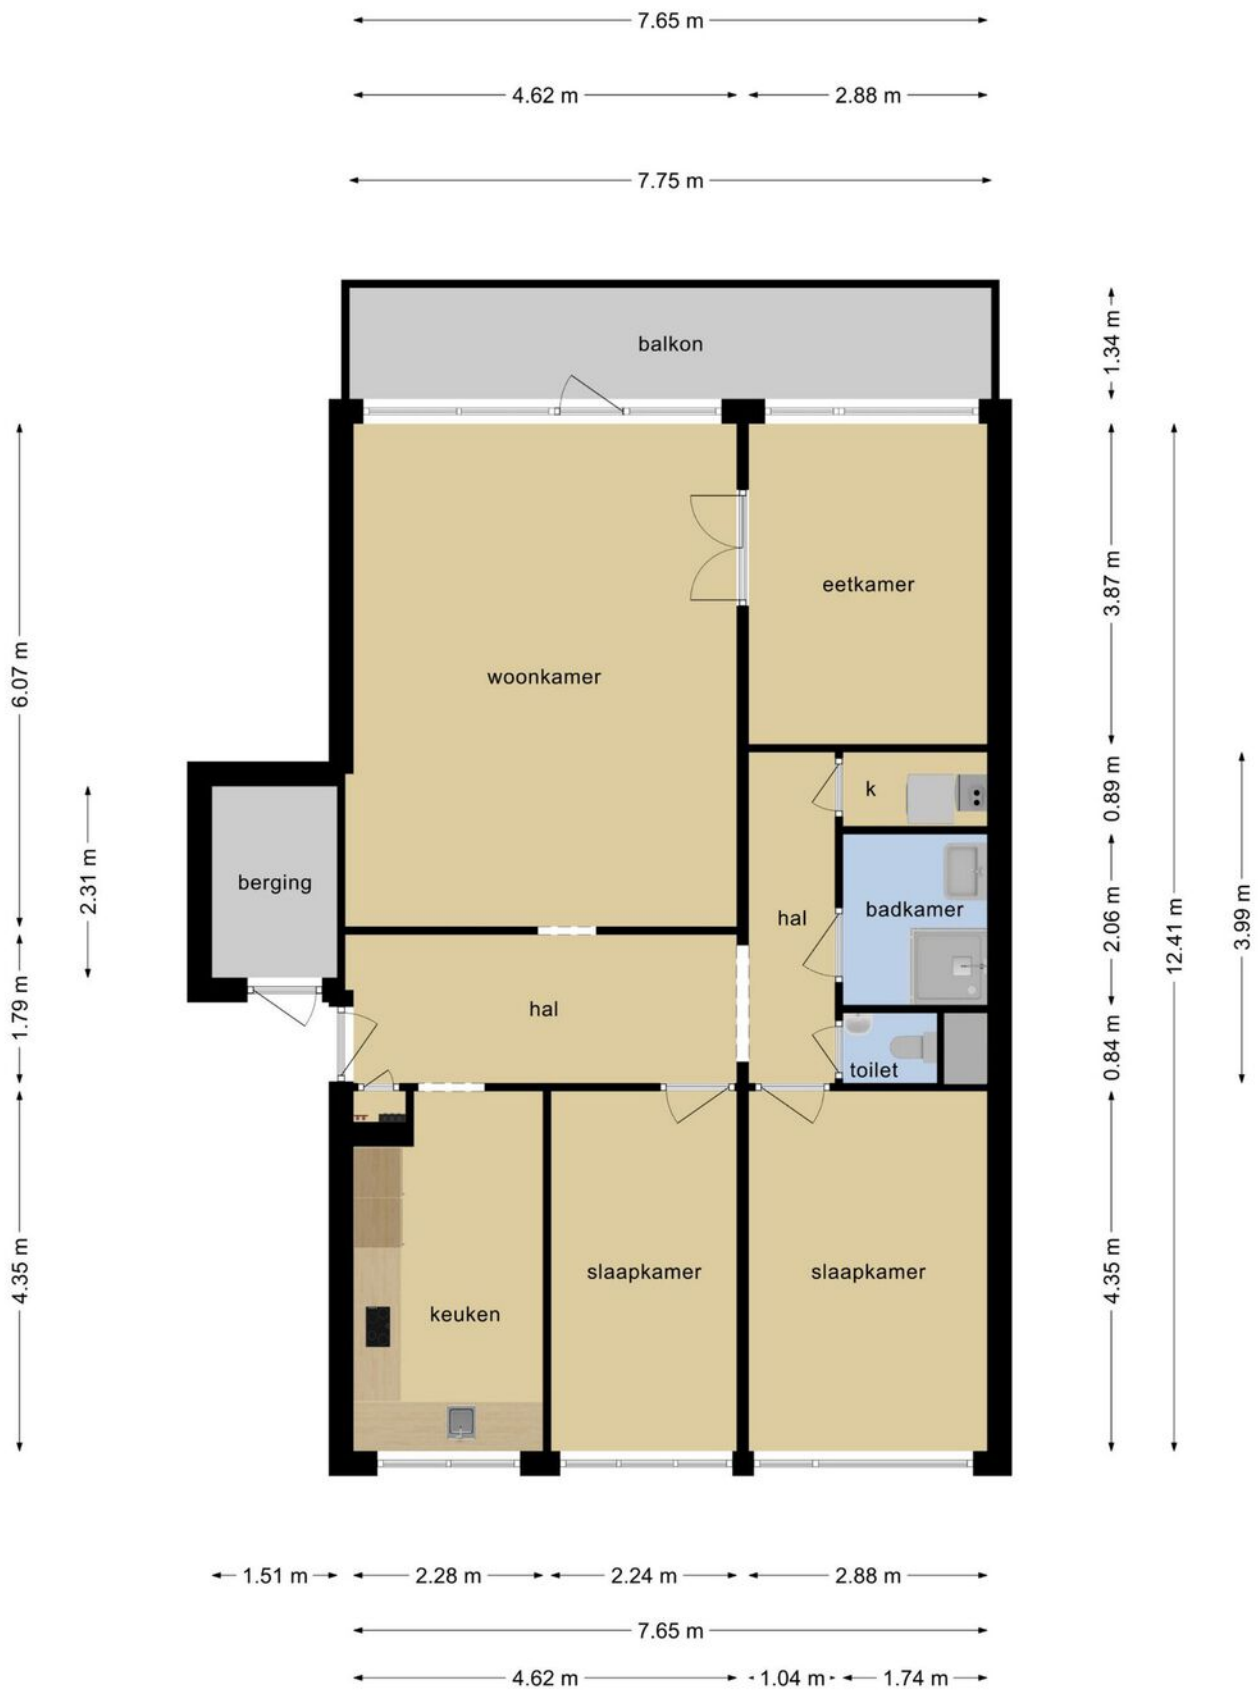 7.65 m
4.62 m
2.88 m
7.75 m
balkon
1.34 m
eetkamer
3.87 m
woonkamer
6.07 m
k
0.89 m
berging
2.31 m
badkamer
hal
2.06 m
12.41 m
3.99 m
hal
1.79 m
toilet
0.84 m
slaapkamer
slaapkamer
4.35 m
4.35 m
keuken
1.51 m
2.28 m
2.24 m
2.88 m
7.65 m
4.62 m
1.04 m
1.74 m